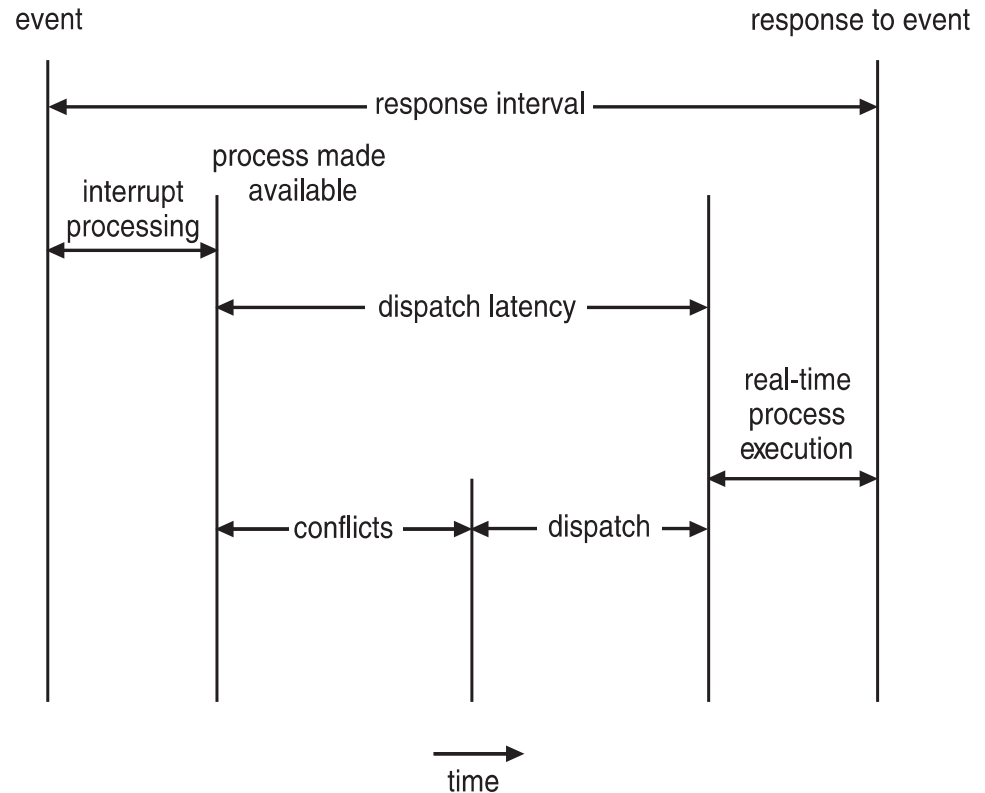 event
response to event
response interval
process made
available
interrupt
processing
dispatch latency
real-time
process
execution
conflicts
dispatch
time